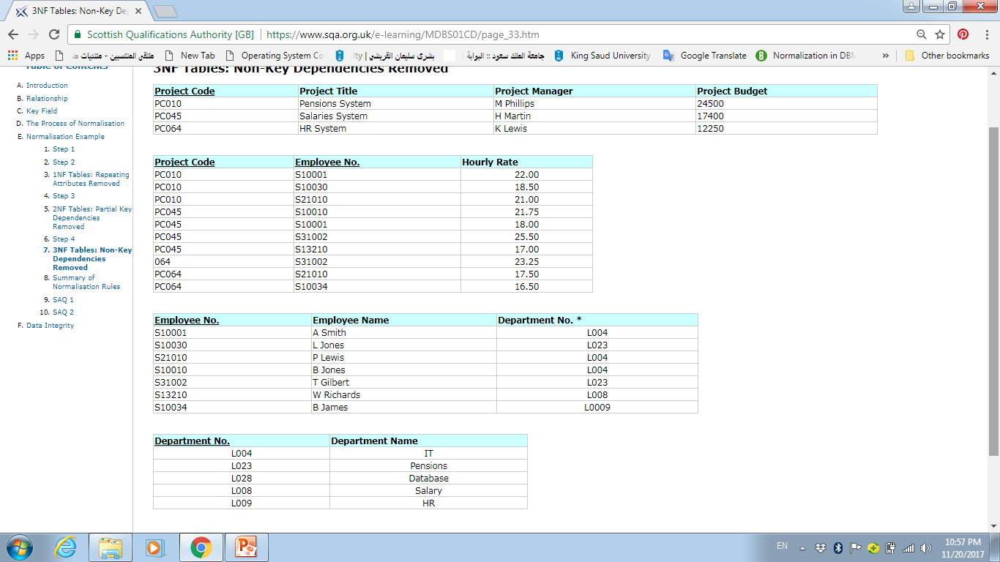 3NF Tables: Non-Key De
Scottish Qualifications Authority [GB] https://www.sqa.org.uk/e-learning/MDBS01CD/page_33.htm
Apps ملتقى المنتسبين - منتديات New Tab Operating System Co بشرى سليمان القريشي | ity جامعة الملك سعود :: البوابة King Saud University Google Translate Normalization in DBM » Other bookmarks
Table of Contents
A. Introduction
B. Relationship
C. Key Field
D. The Process of Normalisation
E. Normalisation Example
1. Step 1
2. Step 2
3. 1NF Tables: Repeating
Attributes Removed
4. Step 3
5. 2NF Tables: Partial Key
Dependencies
Removed
6. Step 4
7. 3NF Tables: Non-Key
Dependencies
Removed
8. Summary of
Normalisation Rules
9. SAQ 1
10. SAQ 2
F. Data Integrity
3NF Tables: Non-Key Dependencies Removed
Project Code Project Title Project Manager Project Budget
PC010 Pensions System M Phillips 24500
PC045 Salaries System H Martin 17400
PC064 HR System K Lewis 12250
Project Code Employee No. Hourly Rate
PC010 S10001 22.00
PC010 S10030 18.50
PC010 S21010 21.00
PC045 S10010 21.75
PC045 S10001 18.00
PC045 S31002 25.50
PC045 S13210 17.00
064 S31002 23.25
PC064 S21010 17.50
PC064 S10034 16.50
Employee No. Employee Name Department No. *
S10001 A Smith L004
S10030 L Jones L023
S21010 P Lewis L004
S10010 B Jones L004
S31002 T Gilbert L023
S13210 W Richards L008
S10034 B James L0009
Department No. Department Name
L004 IT
L023 Pensions
L028 Database
L008 Salary
L009 HR
EN 10:57 PM
11/20/2017